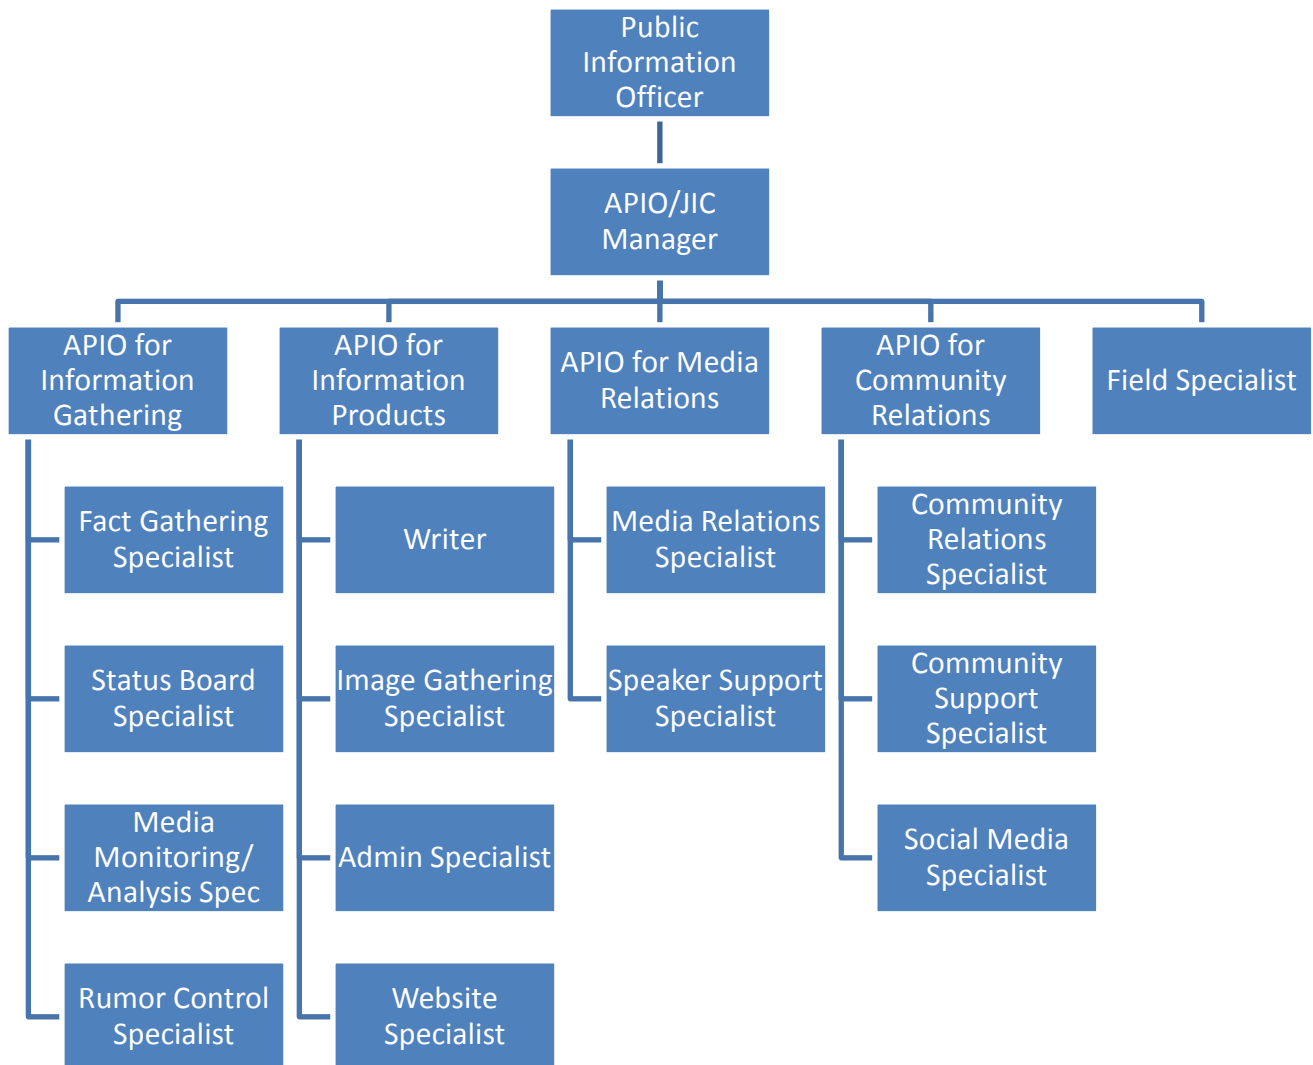 Public
Information
Officer
APIO/JIC
Manager
APIO for
Information
Gathering
APIO for
Information
Products
APIO for Media
Relations
APIO for
Community
Relations
Field Specialist
Fact Gathering
Specialist
Status Board
Specialist
Media
Monitoring/
Analysis Spec
Rumor Control
Specialist
Writer
Image Gathering
Specialist
Admin Specialist
Website
Specialist
Media Relations
Specialist
Speaker Support
Specialist
Community
Relations
Specialist
Community
Support
Specialist
Social Media
Specialist